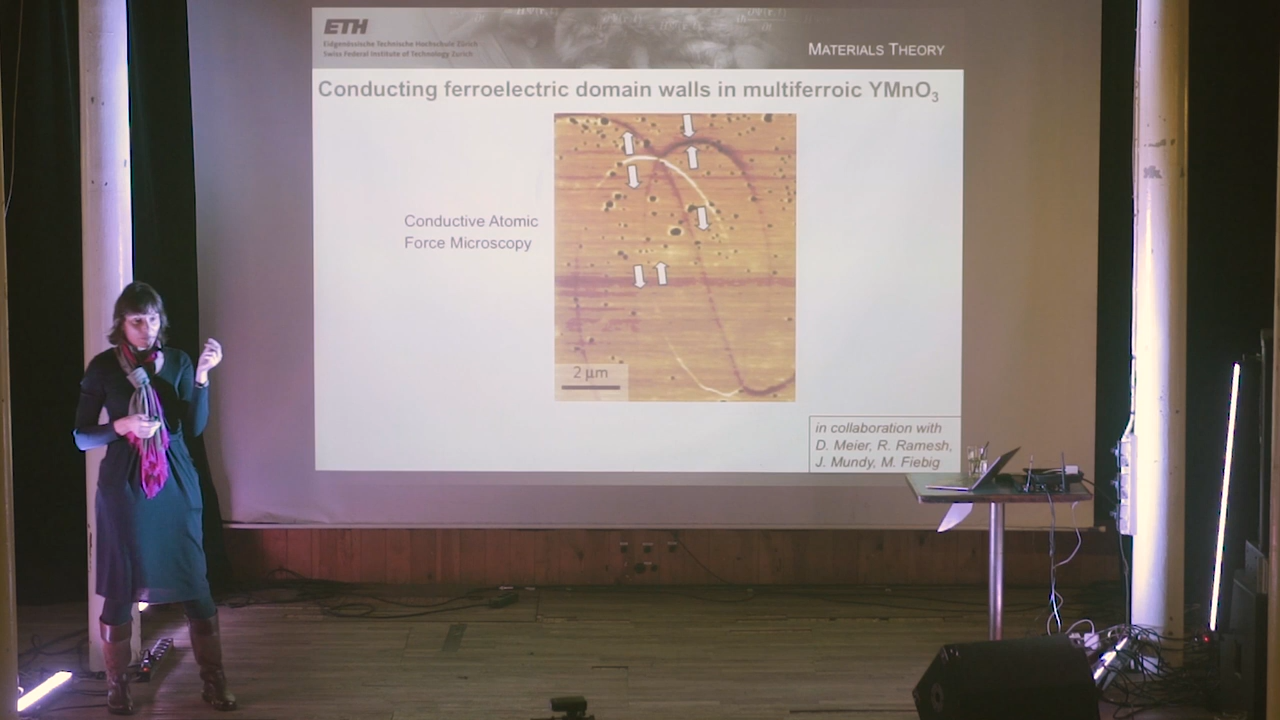 ETH
Eidgenössische Technische Hochschule Zürich
Swiss Federal Institute of Technology Zurich
MATERIALS THEORY
Conducting ferroelectric domain walls in multiferroic YMnO₃
Conductive Atomic
Force Microscopy
2 µm
in collaboration with
D. Meier, R. Ramesh,
J. Mundy, M. Fiebig